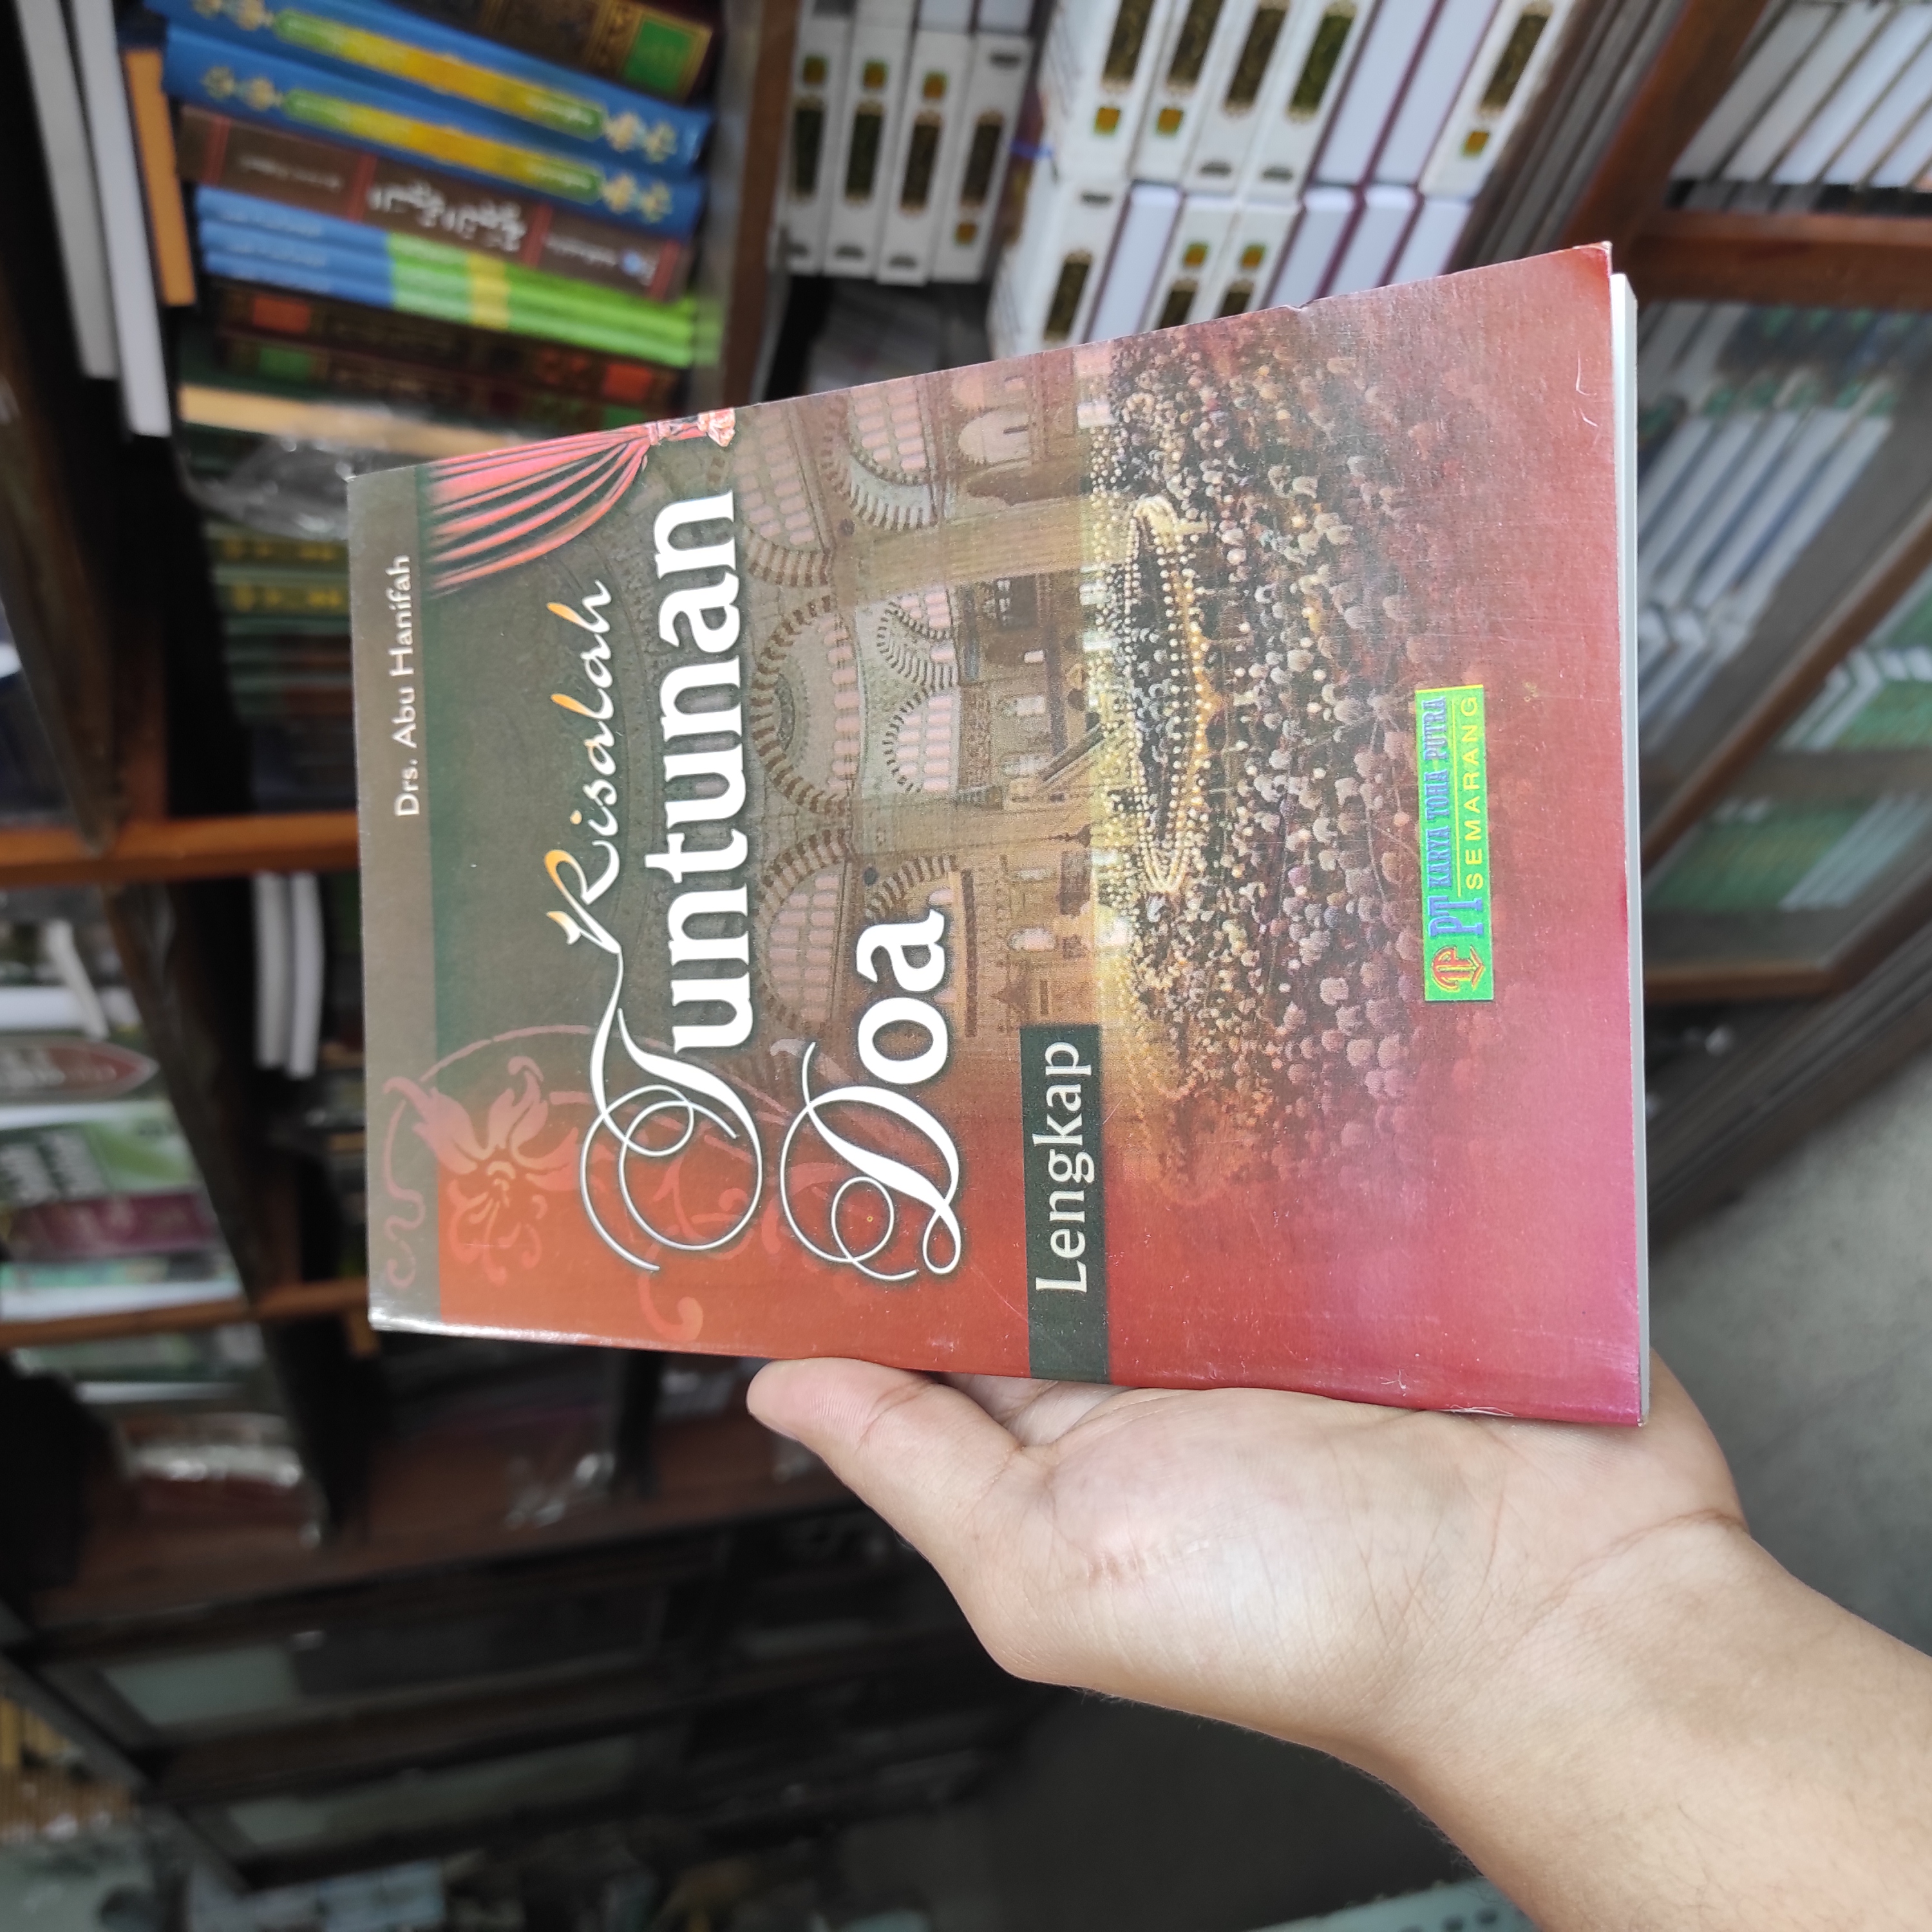 Drs. Abu Hanifah
Risalah
Tuntunan
Doa
Lengkap
PT KARYA TOHA PUTRA
SEMARANG